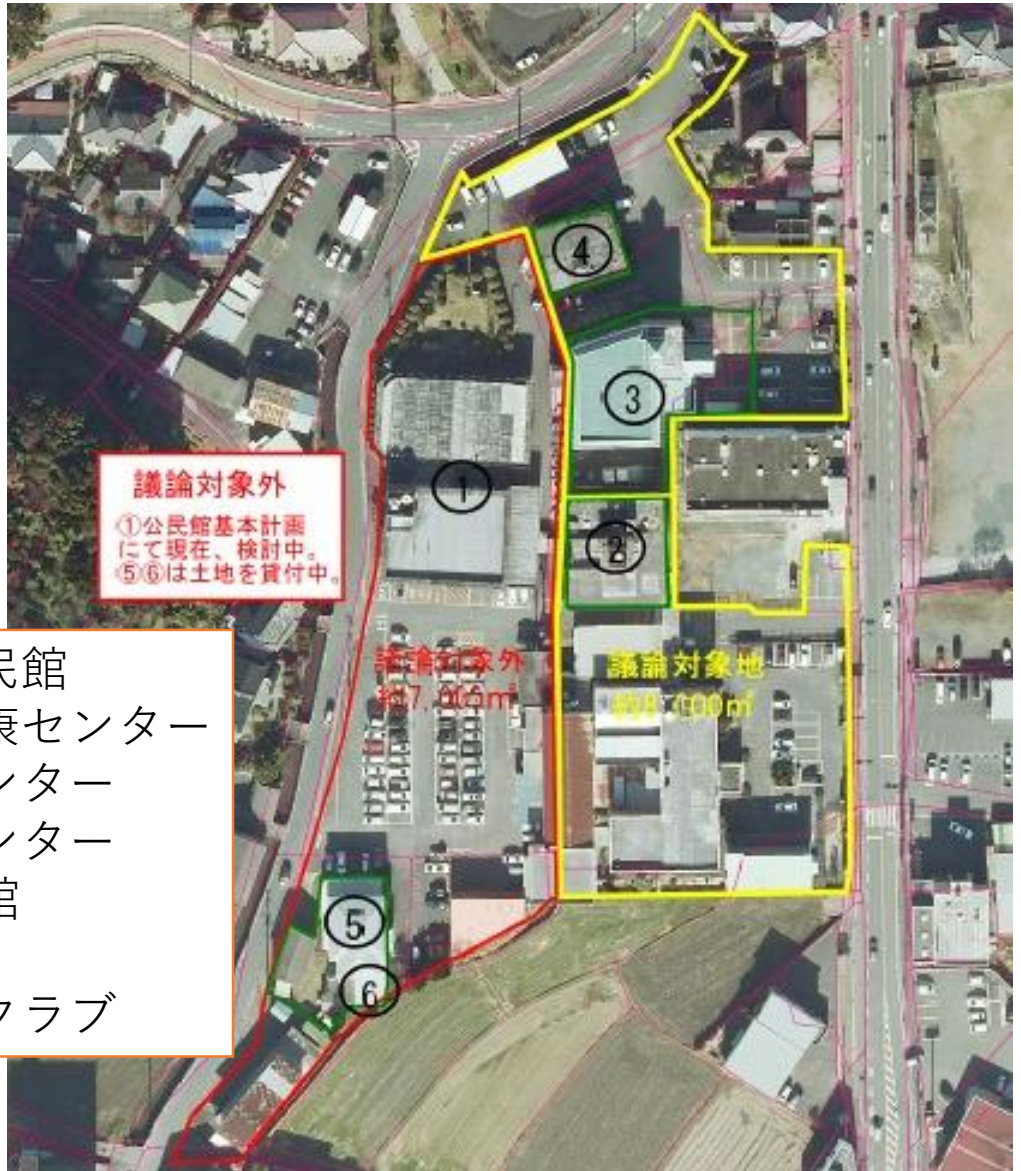 ④
③
①
②
議論対象外
①公民館基本計画
にて現在、検討中。
⑤⑥は土地を貸付中。
議論対象外
議論対象地
民館
康センター
ンター
ンター
館
クラブ
⑤
⑥